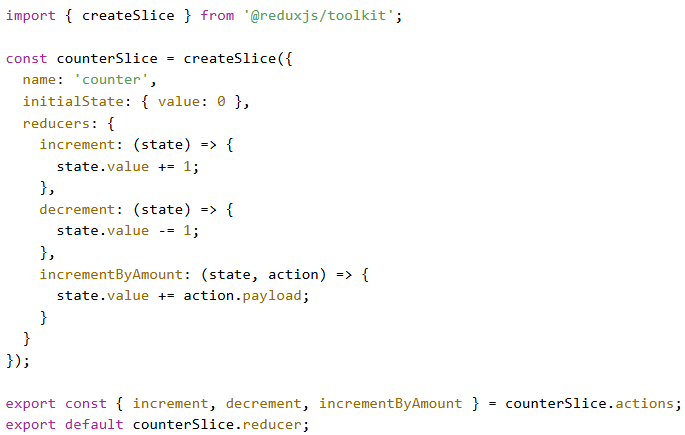 import { createSlice } from '@reduxjs/toolkit';

const counterSlice = createSlice({
  name: 'counter',
  initialState: { value: 0 },
  reducers: {
    increment: (state) => {
      state.value += 1;
    },
    decrement: (state) => {
      state.value -= 1;
    },
    incrementByAmount: (state, action) => {
      state.value += action.payload;
    }
  }
});

export const { increment, decrement, incrementByAmount } = counterSlice.actions;
export default counterSlice.reducer;